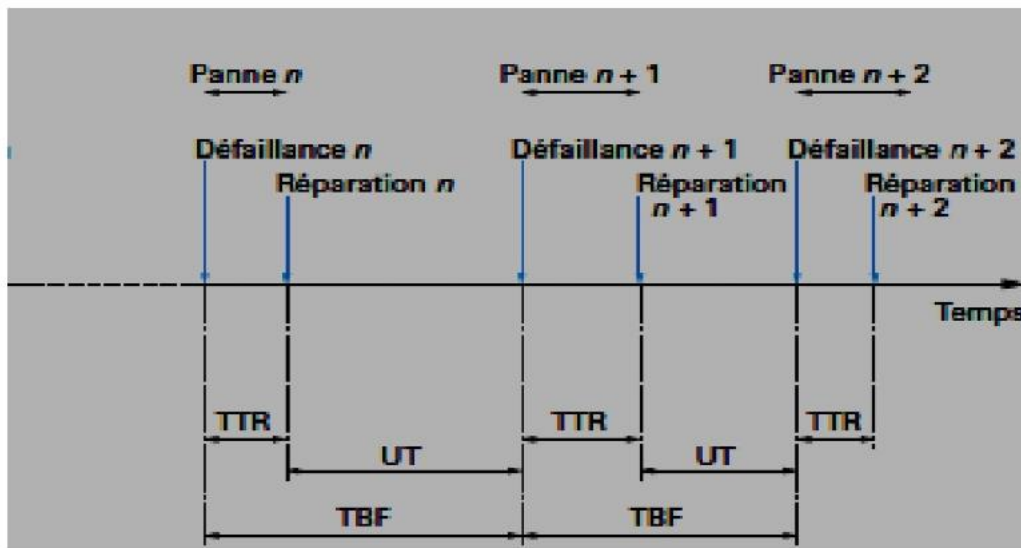 Panne n Panne n + 1 Panne n + 2
Défaillance n Défaillance n + 1 Défaillance n + 2
Réparation n Réparation Réparation
n + 1 n + 2
Temps
TTR TTR TTR
UT UT
TBF TBF